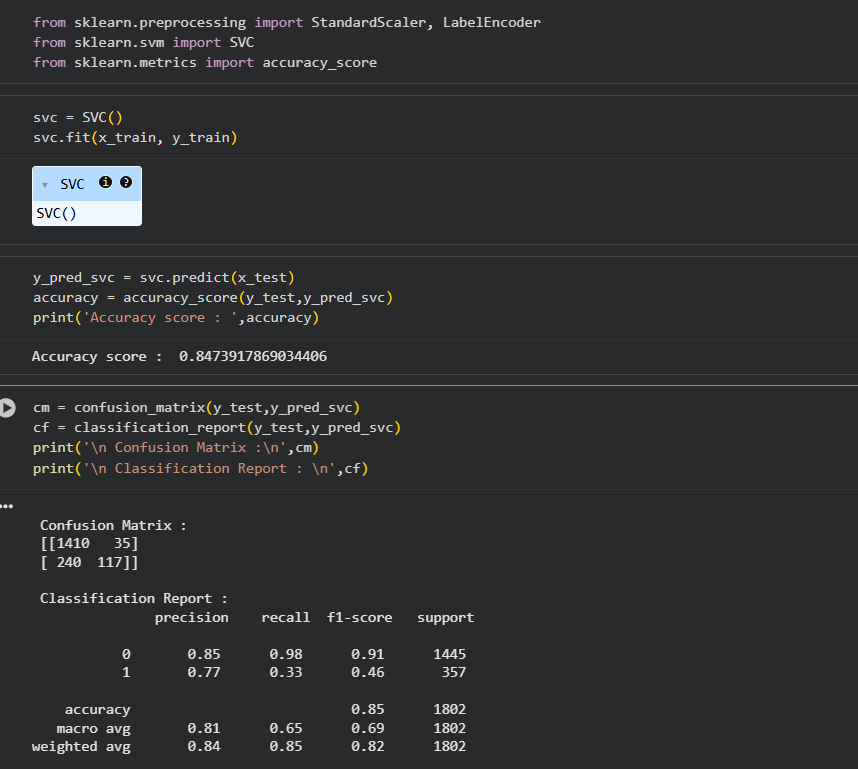 from sklearn.preprocessing import StandardScaler, LabelEncoder
from sklearn.svm import SVC
from sklearn.metrics import accuracy_score
svc = SVC()
svc.fit(x_train, y_train)
SVC
SVC()
y_pred_svc = svc.predict(x_test)
accuracy = accuracy_score(y_test,y_pred_svc)
print('Accuracy score : ',accuracy)
Accuracy score :  0.8473917869034406
cm = confusion_matrix(y_test,y_pred_svc)
cf = classification_report(y_test,y_pred_svc)
print('\n Confusion Matrix :\n',cm)
print('\n Classification Report : \n',cf)
Confusion Matrix :
[[1410   35]
[ 240  117]]
Classification Report :
precision    recall  f1-score   support
0       0.85      0.98      0.91      1445
1       0.77      0.33      0.46       357
accuracy                           0.85      1802
macro avg       0.81      0.65      0.69      1802
weighted avg       0.84      0.85      0.82      1802